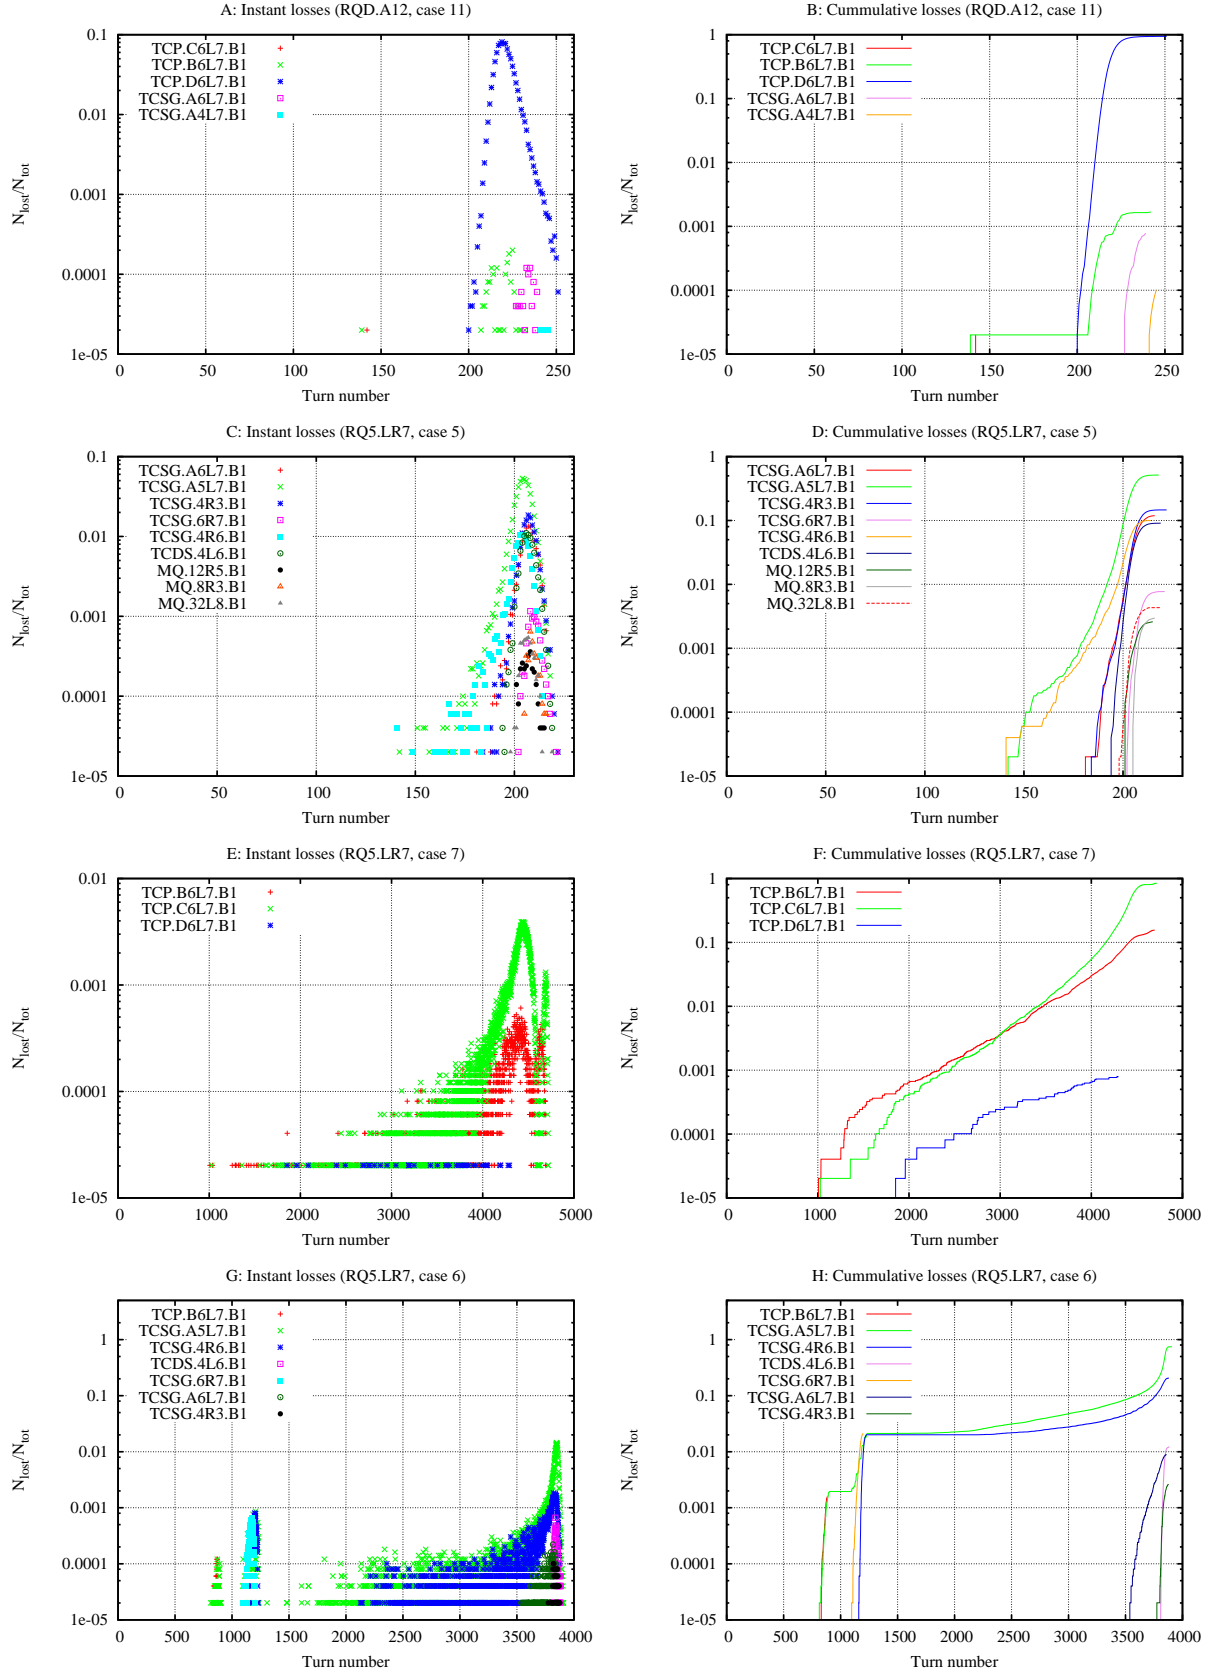 A: Instant losses (RQD.A12, case 11)
TCP.C6L7.B1
TCP.B6L7.B1
TCP.D6L7.B1
TCSG.A6L7.B1
TCSG.A4L7.B1
0.1
0.01
0.001
0.0001
1e-05
0 50 100 150 200 250
N_lost/N_tot
Turn number
B: Cummulative losses (RQD.A12, case 11)
TCP.C6L7.B1
TCP.B6L7.B1
TCP.D6L7.B1
TCSG.A6L7.B1
TCSG.A4L7.B1
1
0.1
0.01
0.001
0.0001
1e-05
0 50 100 150 200 250
N_lost/N_tot
Turn number
C: Instant losses (RQ5.LR7, case 5)
TCSG.A6L7.B1
TCSG.A5L7.B1
TCSG.4R3.B1
TCSG.6R7.B1
TCSG.4R6.B1
TCDS.4L6.B1
MQ.12R5.B1
MQ.8R3.B1
MQ.32L8.B1
0.1
0.01
0.001
0.0001
1e-05
0 50 100 150 200
N_lost/N_tot
Turn number
D: Cummulative losses (RQ5.LR7, case 5)
TCSG.A6L7.B1
TCSG.A5L7.B1
TCSG.4R3.B1
TCSG.6R7.B1
TCSG.4R6.B1
TCDS.4L6.B1
MQ.12R5.B1
MQ.8R3.B1
MQ.32L8.B1
1
0.1
0.01
0.001
0.0001
1e-05
0 50 100 150 200
N_lost/N_tot
Turn number
E: Instant losses (RQ5.LR7, case 7)
TCP.B6L7.B1
TCP.C6L7.B1
TCP.D6L7.B1
0.01
0.001
0.0001
1e-05
0 1000 2000 3000 4000 5000
N_lost/N_tot
Turn number
F: Cummulative losses (RQ5.LR7, case 7)
TCP.B6L7.B1
TCP.C6L7.B1
TCP.D6L7.B1
1
0.1
0.01
0.001
0.0001
1e-05
0 1000 2000 3000 4000 5000
N_lost/N_tot
Turn number
G: Instant losses (RQ5.LR7, case 6)
TCP.B6L7.B1
TCSG.A5L7.B1
TCSG.4R6.B1
TCDS.4L6.B1
TCSG.6R7.B1
TCSG.A6L7.B1
TCSG.4R3.B1
1
0.1
0.01
0.001
0.0001
1e-05
0 500 1000 1500 2000 2500 3000 3500 4000
N_lost/N_tot
Turn number
H: Cummulative losses (RQ5.LR7, case 6)
TCP.B6L7.B1
TCSG.A5L7.B1
TCSG.4R6.B1
TCDS.4L6.B1
TCSG.6R7.B1
TCSG.A6L7.B1
TCSG.4R3.B1
1
0.1
0.01
0.001
0.0001
1e-05
0 500 1000 1500 2000 2500 3000 3500 4000
N_lost/N_tot
Turn number